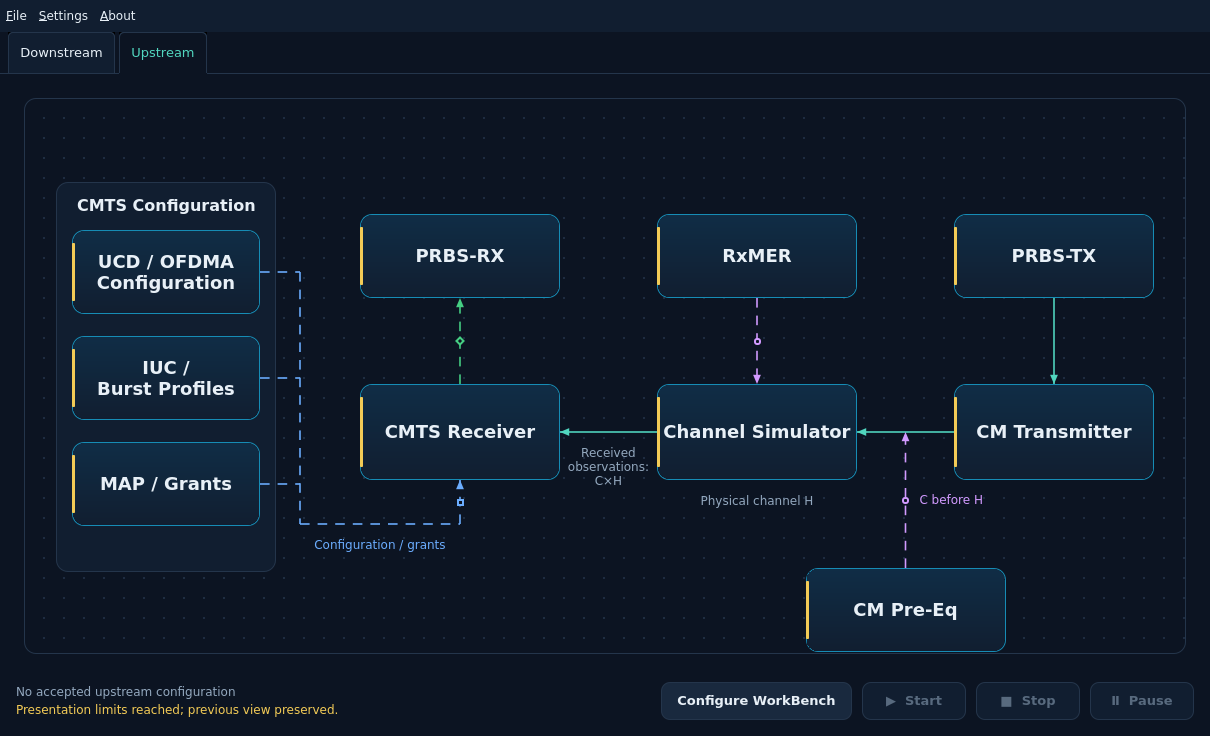 File Settings About
Downstream Upstream
CMTS Configuration
UCD / OFDMA
Configuration
IUC /
Burst Profiles
MAP / Grants
PRBS-RX
RxMER
PRBS-TX
CMTS Receiver
Channel Simulator
CM Transmitter
Received
observations:
C×H
Physical channel H
C before H
Configuration / grants
CM Pre-Eq
No accepted upstream configuration
Presentation limits reached; previous view preserved.
Configure WorkBench
Start
Stop
Pause